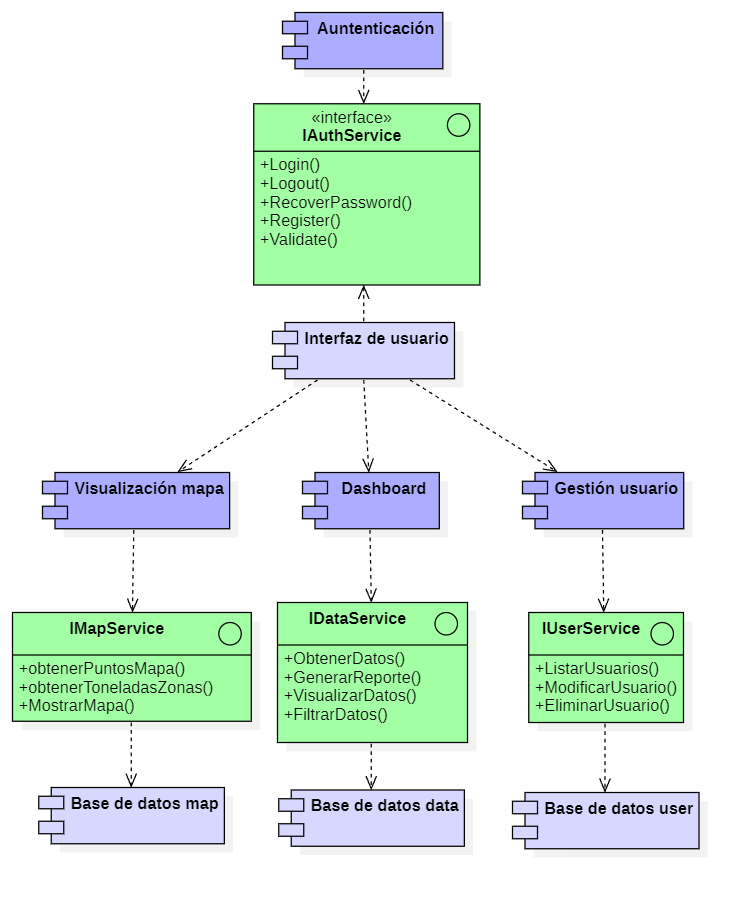 Auntenticación
«interface»
IAuthService
+Login()
+Logout()
+RecoverPassword()
+Register()
+Validate()
Interfaz de usuario
Visualización mapa
Dashboard
Gestión usuario
IMapService
+obtenerPuntosMapa()
+obtenerToneladasZonas()
+MostrarMapa()
IDataService
+ObtenerDatos()
+GenerarReporte()
+VisualizarDatos()
+FiltrarDatos()
IUserService
+ListarUsuarios()
+ModificarUsuario()
+EliminarUsuario()
Base de datos map
Base de datos data
Base de datos user